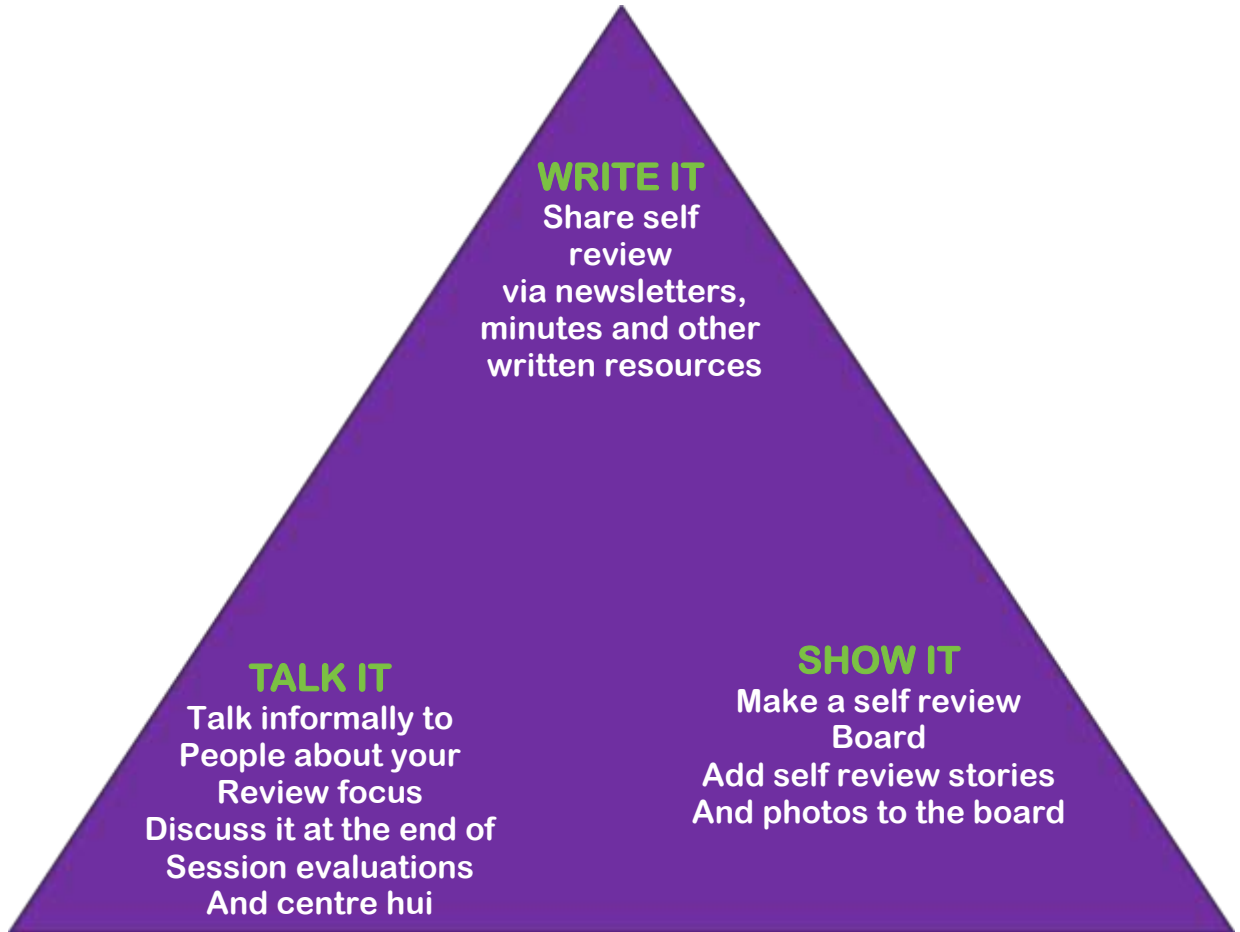 WRITE IT
Share self
review
via newsletters,
minutes and other
written resources
TALK IT
Talk informally to
People about your
Review focus
Discuss it at the end of
Session evaluations
And centre hui
SHOW IT
Make a self review
Board
Add self review stories
And photos to the board